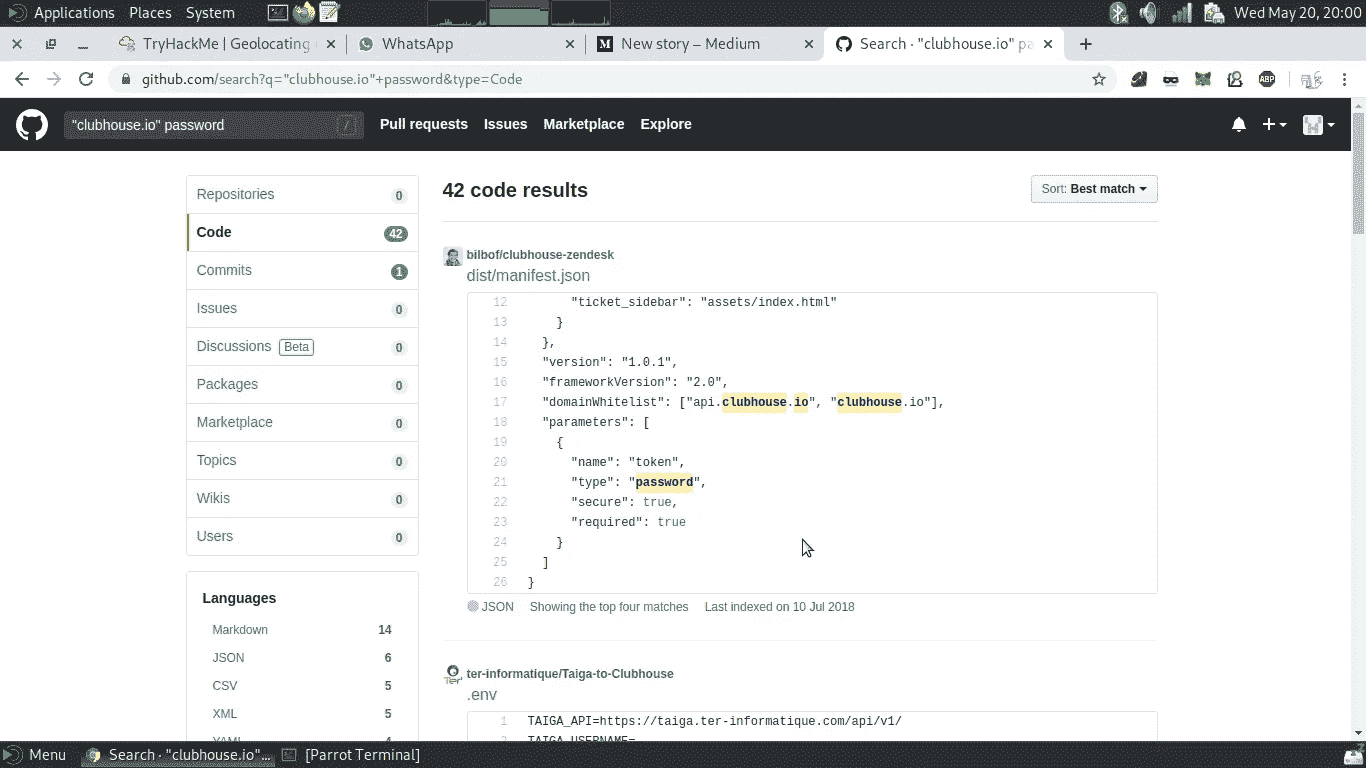 Applications Places System Wed May 20, 20:00
TryHackMe | Geolocating WhatsApp New story – Medium Search · "clubhouse.io" pa
github.com/search?q="clubhouse.io"+password&type=Code ABP
"clubhouse.io" password / Pull requests Issues Marketplace Explore
Repositories 0
Code 42
Commits 1
Issues 0
Discussions Beta 0
Packages 0
Marketplace 0
Topics 0
Wikis 0
Users 0
Languages
Markdown 14
JSON 6
CSV 5
XML 5
YAML 4
42 code results Sort: Best match
bilbof/clubhouse-zendesk
dist/manifest.json
12 "ticket_sidebar": "assets/index.html"
13 }
14 },
15 "version": "1.0.1",
16 "frameworkVersion": "2.0",
17 "domainWhitelist": ["api.clubhouse.io", "clubhouse.io"],
18 "parameters": [
19 {
20 "name": "token",
21 "type": "password",
22 "secure": true,
23 "required": true
24 }
25 ]
26 }
JSON Showing the top four matches Last indexed on 10 Jul 2018
ter-informatique/Taiga-to-Clubhouse
.env
1 TAIGA_API=https://taiga.ter-informatique.com/api/v1/
2 TAIGA_USERNAME=
Menu Search · "clubhouse.io"... [Parrot Terminal]